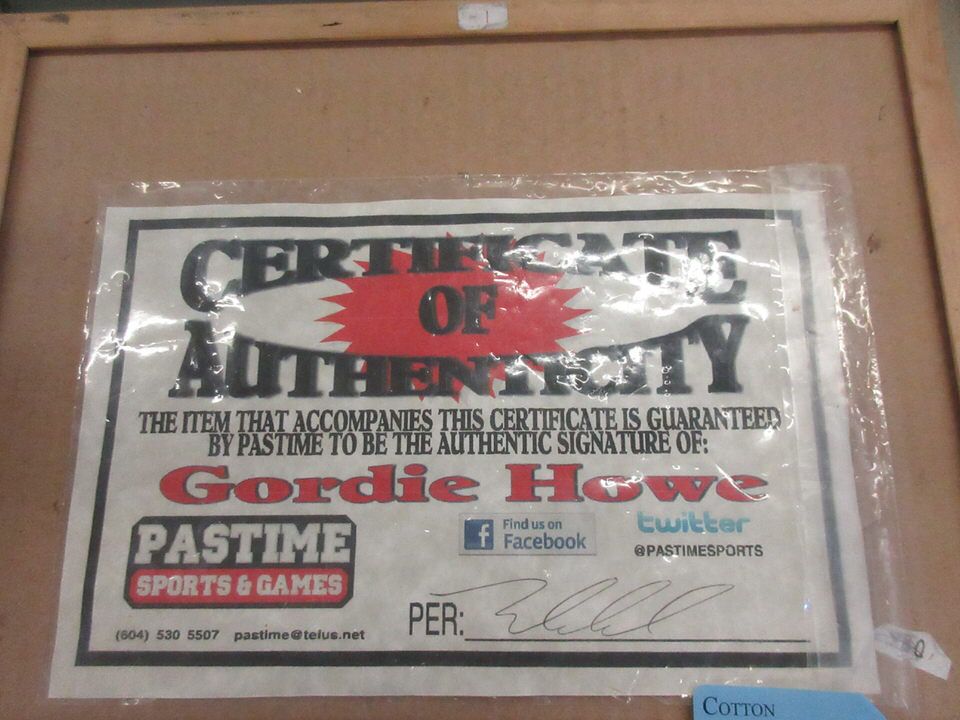 CERTIFICATE
OF
AUTHENTICITY
THE ITEM THAT ACCOMPANIES THIS CERTIFICATE IS GUARANTEED
BY PASTIME TO BE THE AUTHENTIC SIGNATURE OF:
Gordie Howe
PASTIME
SPORTS & GAMES
f Find us on
Facebook
twitter
@PASTIMESPORTS
(604) 530 5507 pastime@telus.net
PER:
COTTON